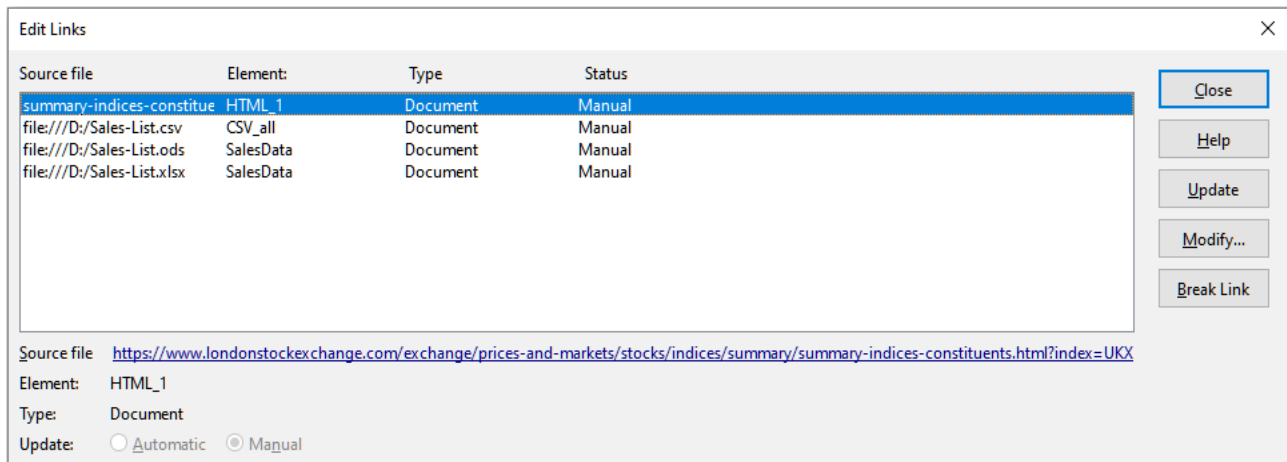 Edit Links
Source file Element: Type Status
summary-indices-constitue HTML_1 Document Manual
file:///D:/Sales-List.csv CSV_all Document Manual
file:///D:/Sales-List.ods SalesData Document Manual
file:///D:/Sales-List.xlsx SalesData Document Manual
Close
Help
Update
Modify...
Break Link
Source file https://www.londonstockexchange.com/exchange/prices-and-markets/stocks/indices/summary/summary-indices-constituents.html?index=UKX
Element: HTML_1
Type: Document
Update: Automatic Manual